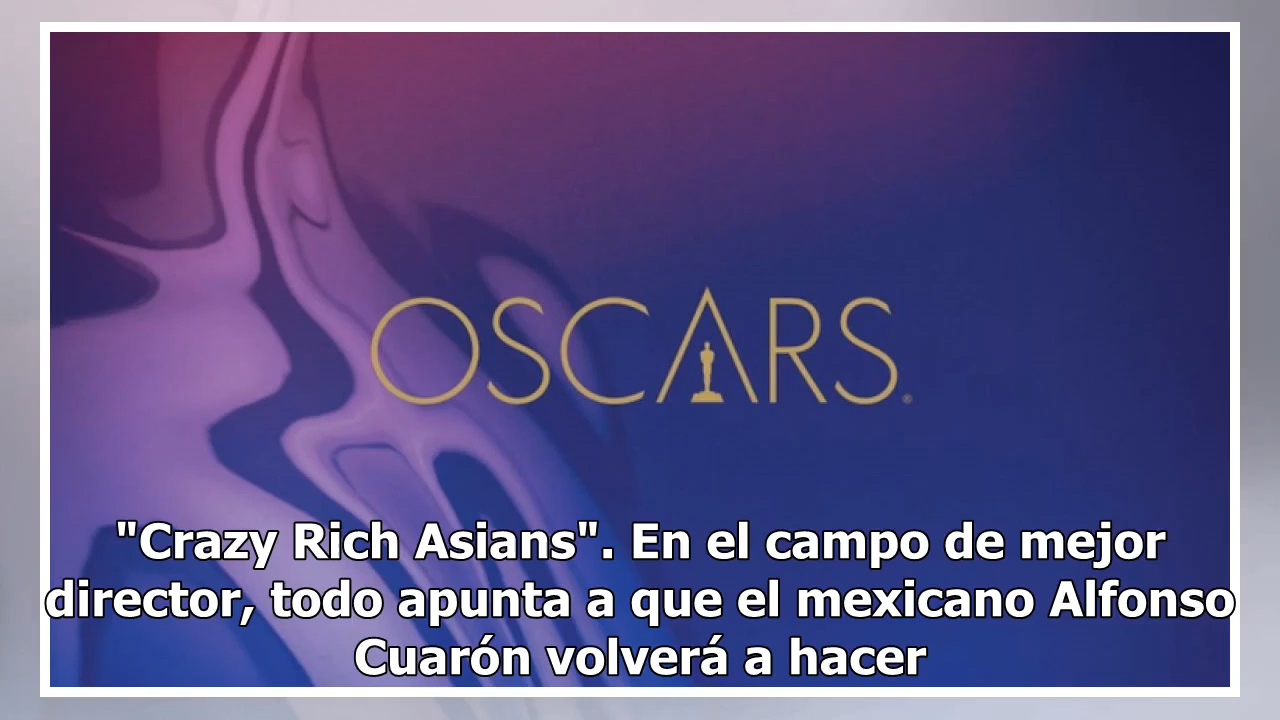 OSCARS®
"Crazy Rich Asians". En el campo de mejor
director, todo apunta a que el mexicano Alfonso
Cuarón volverá a hacer